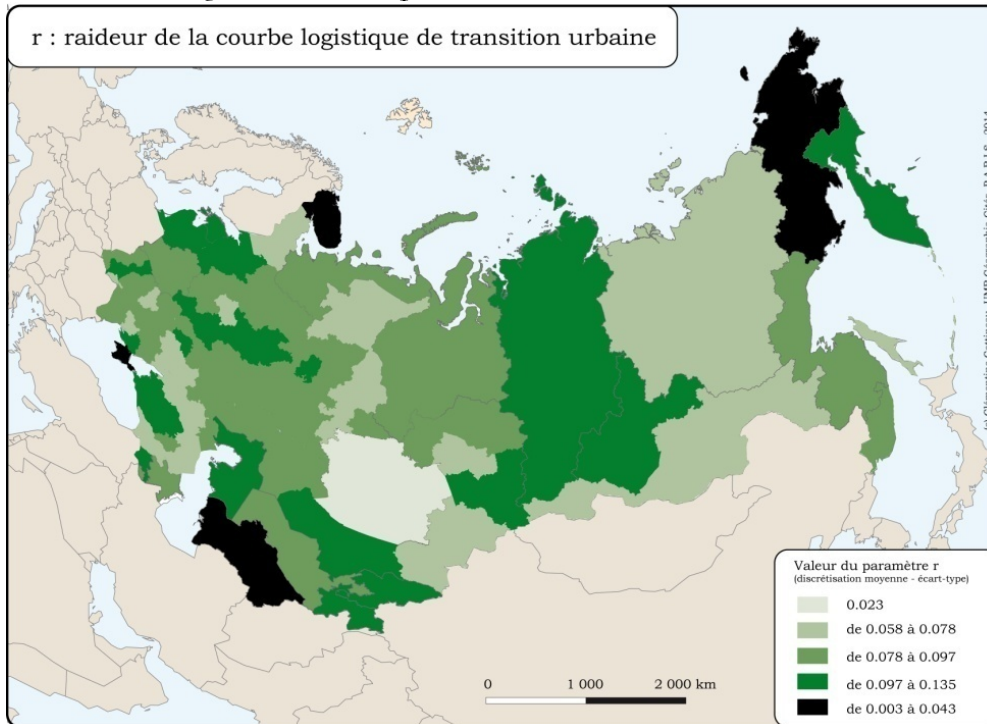 r : raideur de la courbe logistique de transition urbaine
Valeur du paramètre r
(discrétisation moyenne - écart-type)
0.023
de 0.058 à 0.078
de 0.078 à 0.097
de 0.097 à 0.135
de 0.003 à 0.043
0 1 000 2 000 km